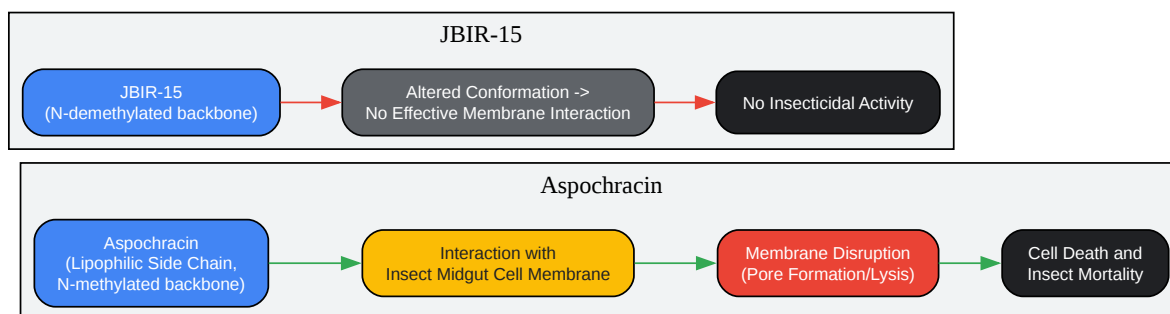 JBIR-15
JBIR-15
(N-demethylated backbone)
Altered Conformation ->
No Effective Membrane Interaction
No Insecticidal Activity
Aspochracin
Aspochracin
(Lipophilic Side Chain,
N-methylated backbone)
Interaction with
Insect Midgut Cell Membrane
Membrane Disruption
(Pore Formation/Lysis)
Cell Death and
Insect Mortality